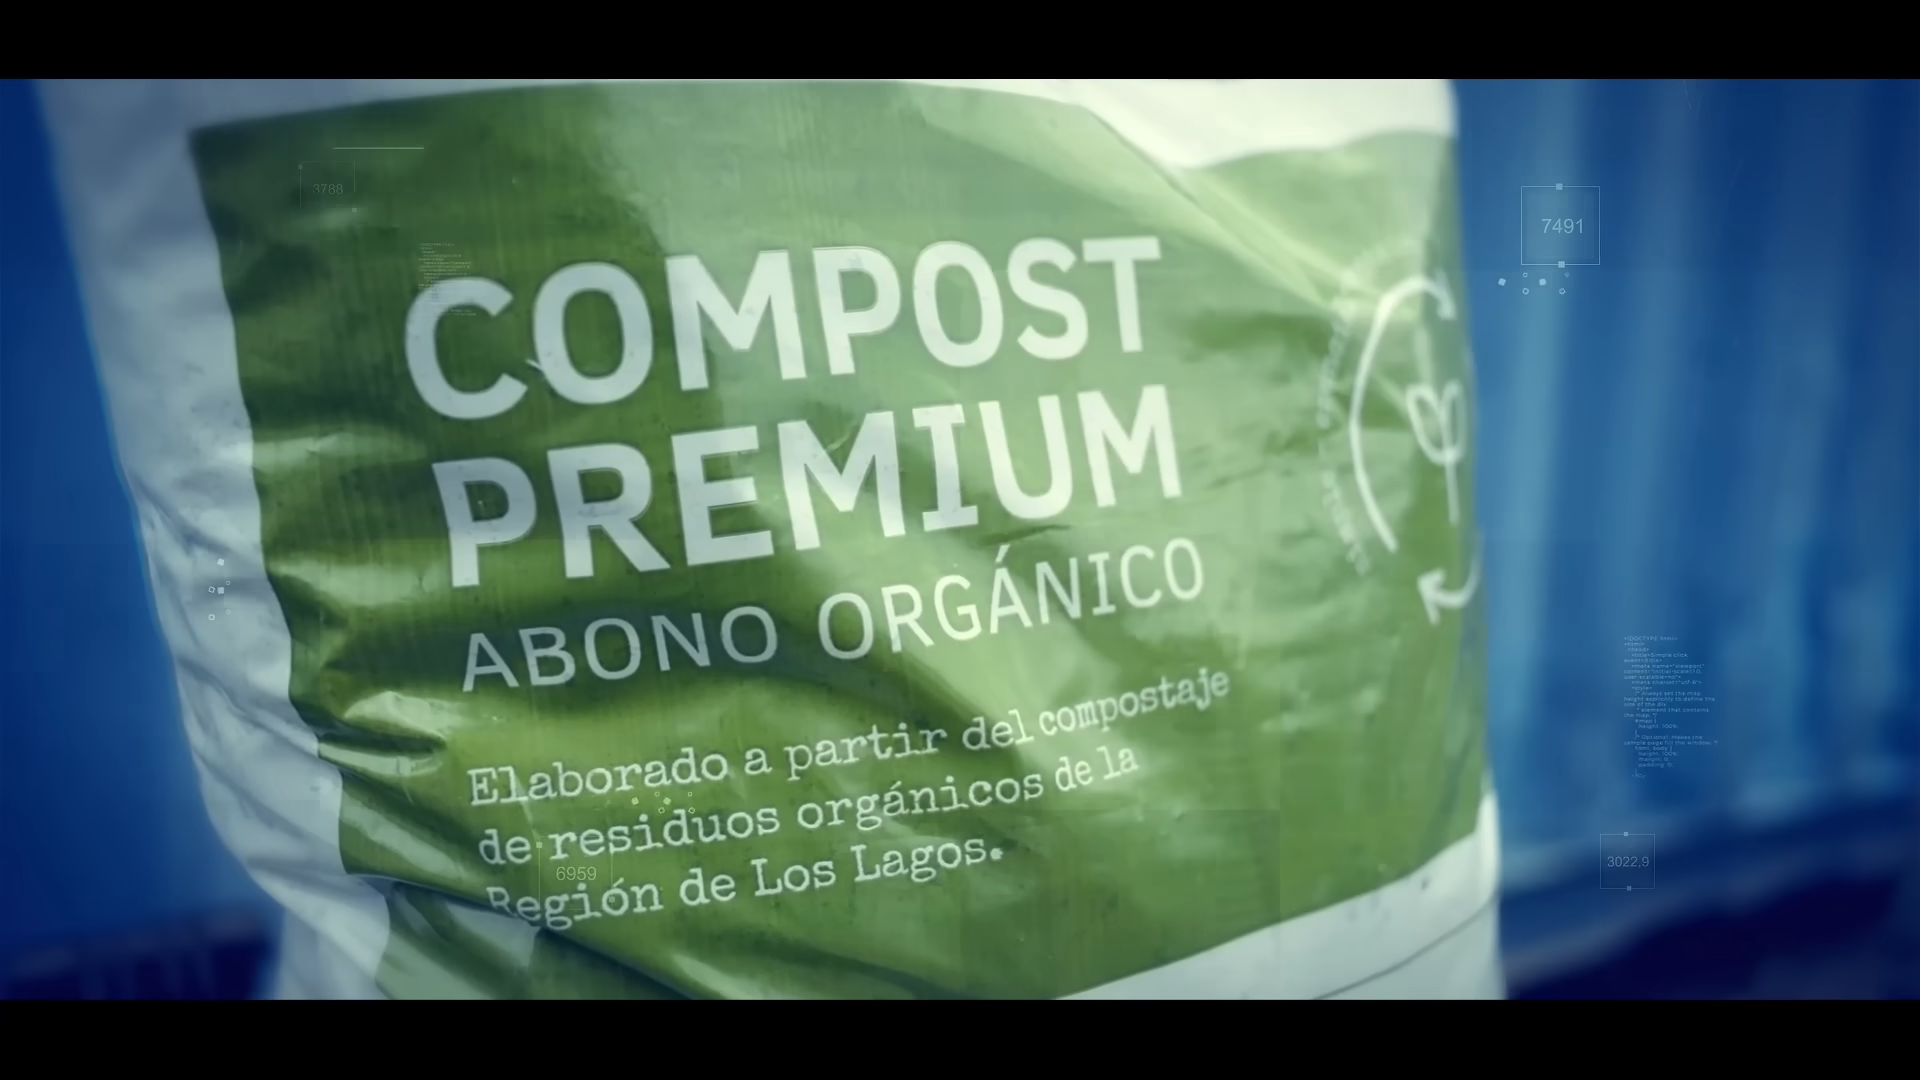 3788
7491
COMPOST
PREMIUM
ABONO ORGÁNICO
Elaborado a partir del compostaje
de residuos orgánicos de la
Región de Los Lagos.
6959
3022,9